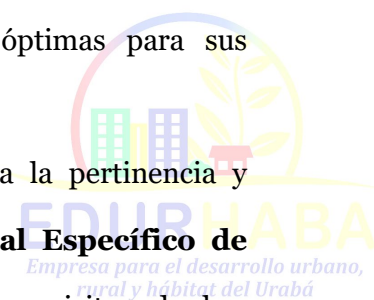 óptimas para sus
a la pertinencia y
EDURHABA
al Específico de
Empresa para el desarrollo urbano,
rural y hábitat del Urabá